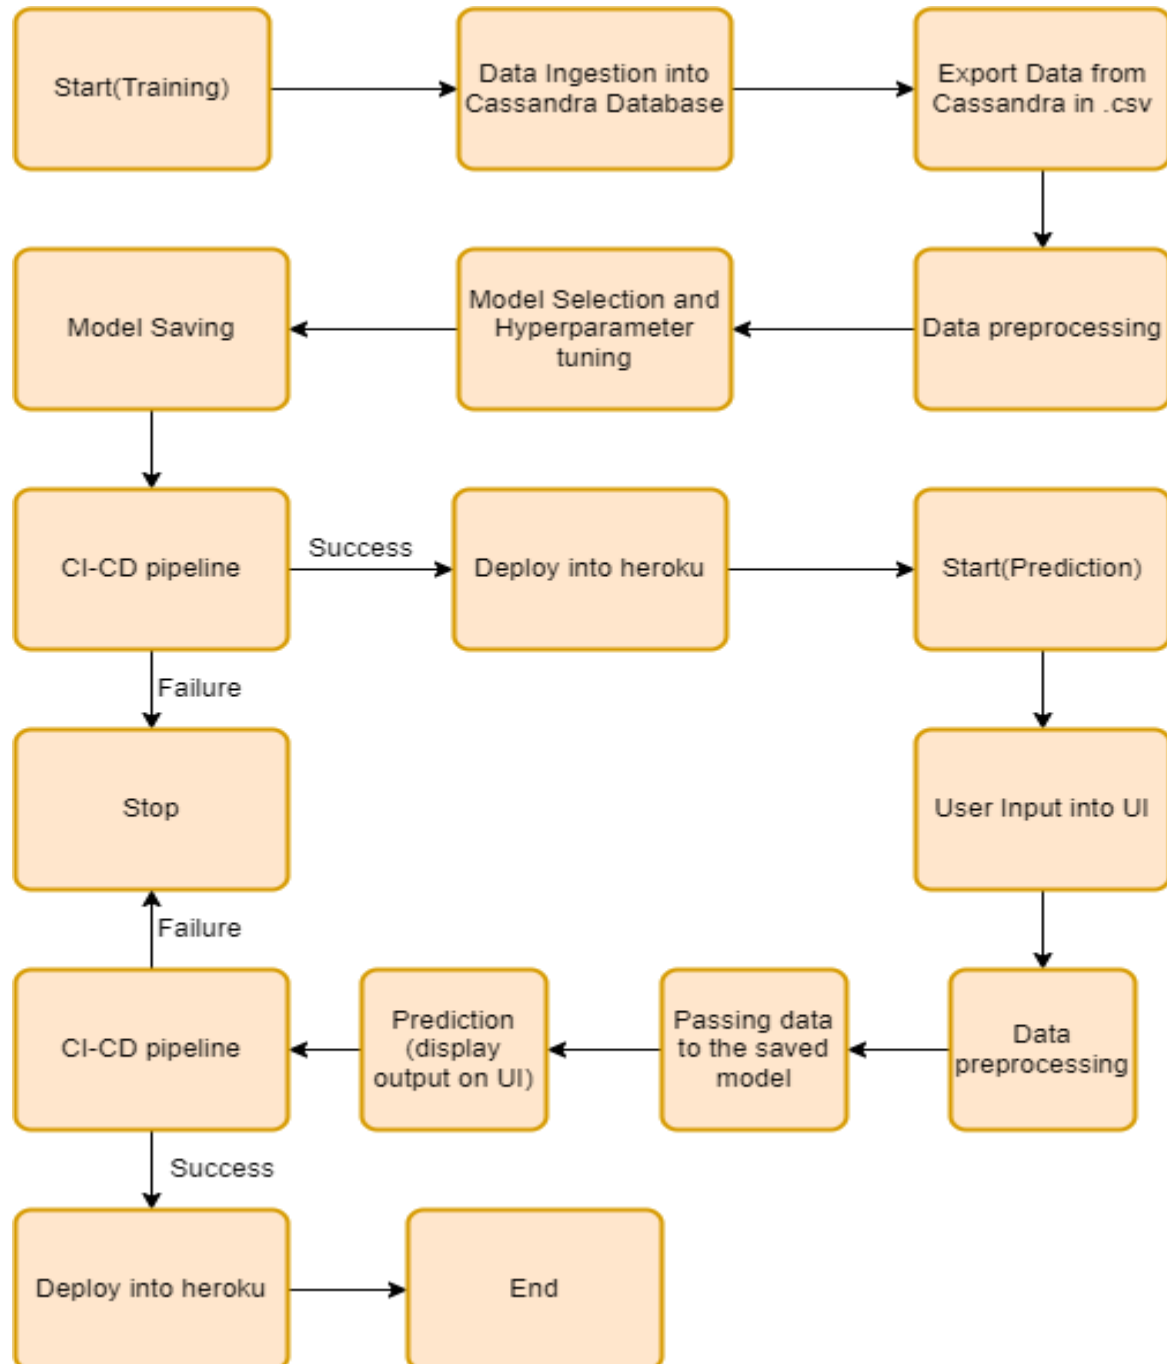 Start(Training)
Data Ingestion into
Cassandra Database
Export Data from
Cassandra in .csv
Data preprocessing
Model Selection and
Hyperparameter
tuning
Model Saving
CI-CD pipeline
Success
Deploy into heroku
Start(Prediction)
Failure
Stop
User Input into UI
Data
preprocessing
Passing data
to the saved
model
Prediction
(display
output on UI)
CI-CD pipeline
Failure
Success
Deploy into heroku
End